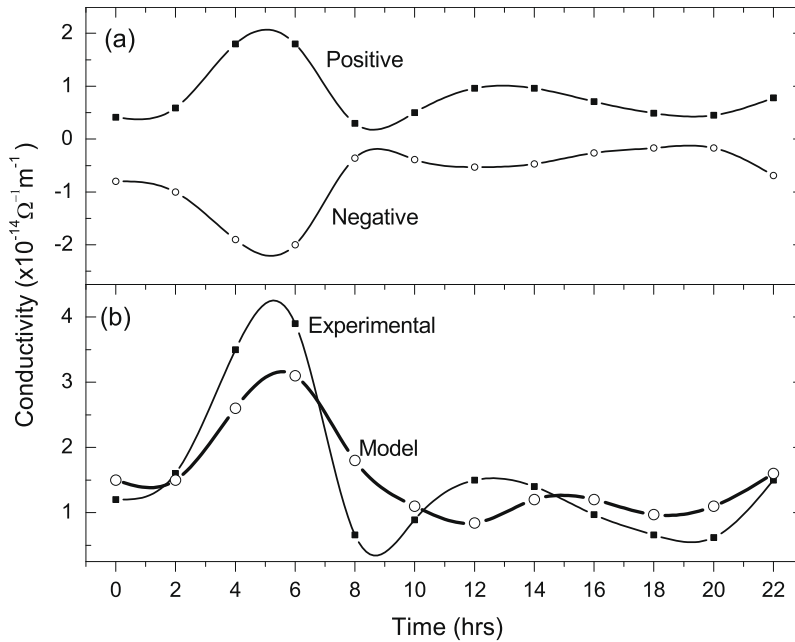 (a)
Positive
Negative
2
1
0
-1
-2
(b)
Experimental
Model
4
3
2
1
Conductivity (x10⁻¹⁴Ω⁻¹m⁻¹)
0 2 4 6 8 10 12 14 16 18 20 22
Time (hrs)